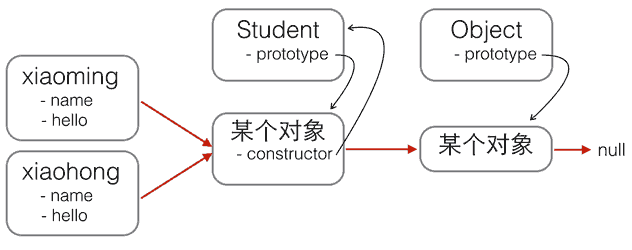 xiaoming
- name
- hello
xiaohong
- name
- hello
Student
- prototype
某个对象
- constructor
Object
- prototype
某个对象
null